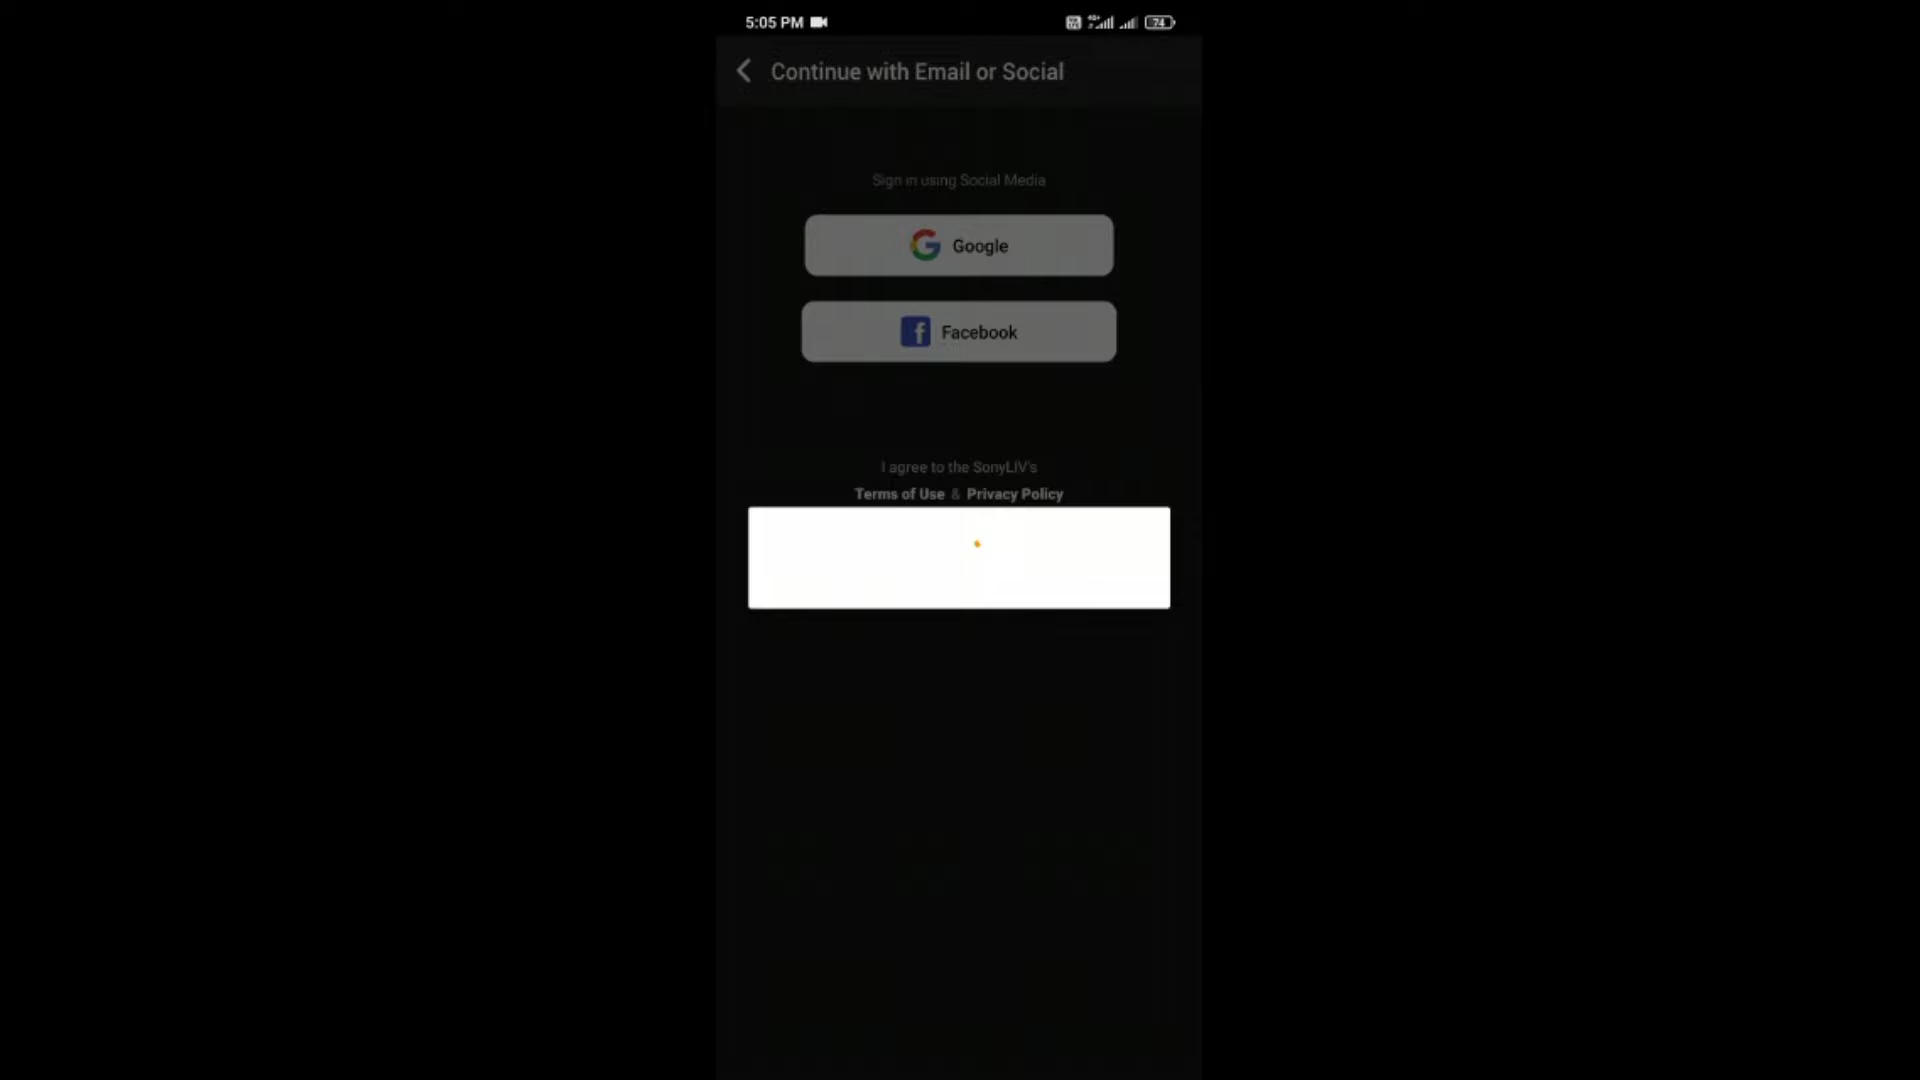 5:05 PM
74
Continue with Email or Social
Sign in using Social Media
Google
Facebook
I agree to the SonyLIV's
Terms of Use & Privacy Policy